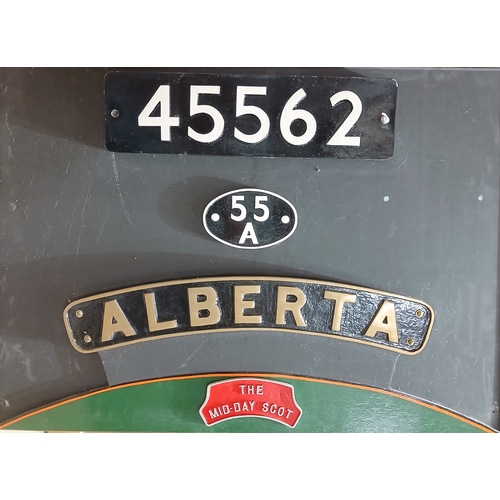 45562
55
A
ALBERTA
THE
MID-DAY SCOT